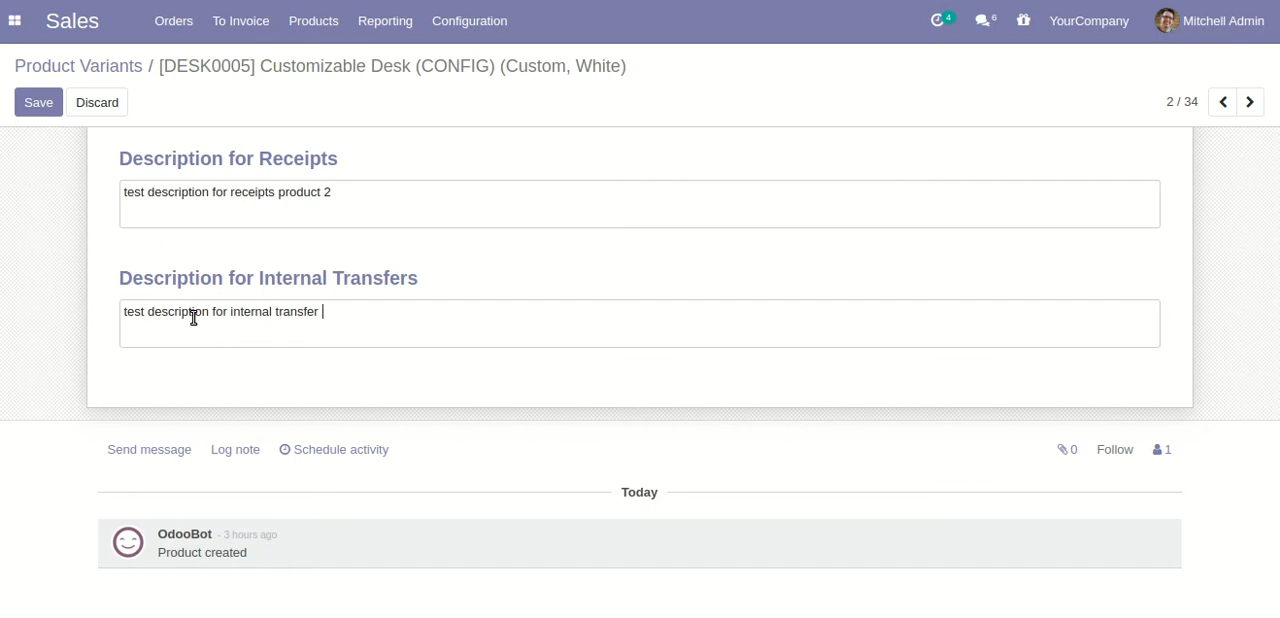 Sales Orders To Invoice Products Reporting Configuration 4 6 YourCompany Mitchell Admin
Product Variants / [DESK0005] Customizable Desk (CONFIG) (Custom, White)
Save Discard 2 / 34
Description for Receipts
test description for receipts product 2
Description for Internal Transfers
test description for internal transfer
Send message Log note Schedule activity 0 Follow 1
Today
OdooBot - 3 hours ago
Product created